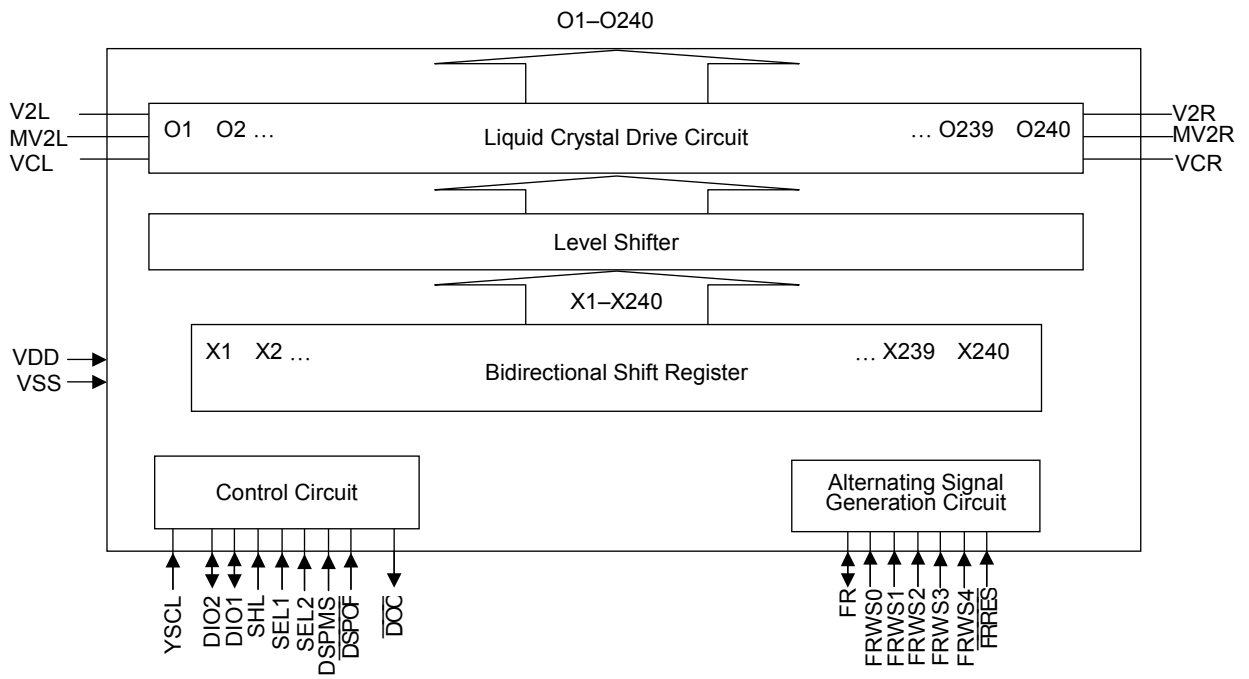 O1–O240
V2L
MV2L
VCL
O1 O2 … Liquid Crystal Drive Circuit … O239 O240
V2R
MV2R
VCR
Level Shifter
X1–X240
X1 X2 … Bidirectional Shift Register … X239 X240
VDD
VSS
Control Circuit
Alternating Signal
Generation Circuit
YSCL
DIO2
DIO1
SHL
SEL1
SEL2
DSPMS
DSPOF
DOC
FR
FRWS0
FRWS1
FRWS2
FRWS3
FRWS4
FRRES